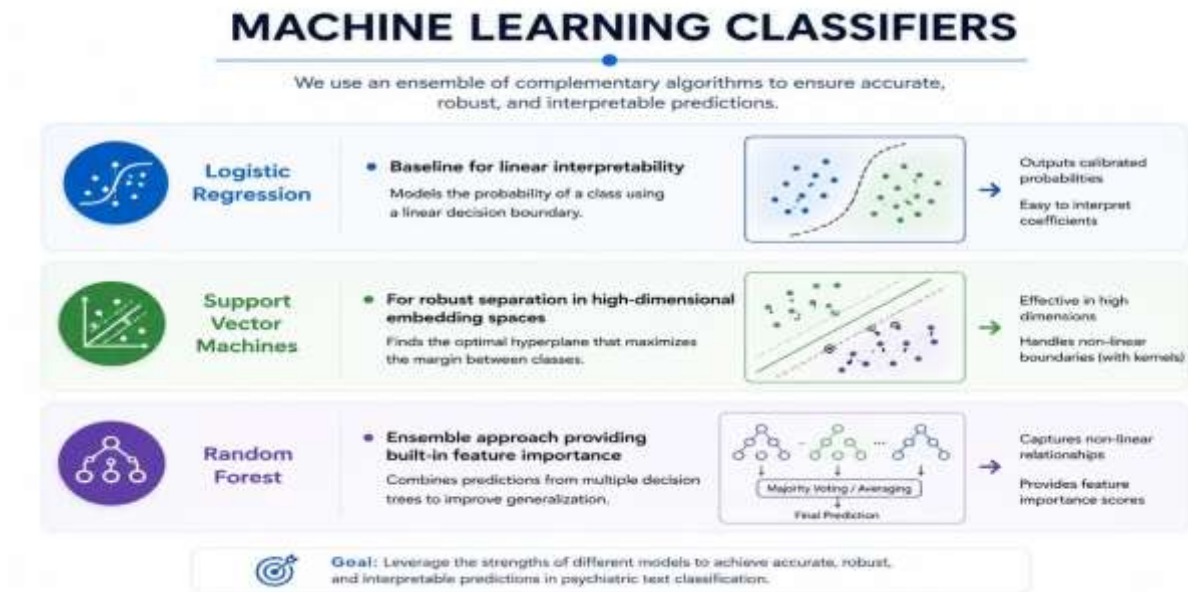 MACHINE LEARNING CLASSIFIERS
We use an ensemble of complementary algorithms to ensure accurate,
robust, and interpretable predictions.
Logistic
Regression
• Baseline for linear interpretability
Models the probability of a class using
a linear decision boundary.
→ Outputs calibrated
probabilities
Easy to interpret
coefficients
Support
Vector
Machines
• For robust separation in high-dimensional
embedding spaces
Finds the optimal hyperplane that maximizes
the margin between classes.
→ Effective in high
dimensions
Handles non-linear
boundaries (with kernels)
Random
Forest
• Ensemble approach providing
built-in feature importance
Combines predictions from multiple decision
trees to improve generalization.
...
Majority Voting / Averaging
Final Prediction
→ Captures non-linear
relationships
Provides feature
importance scores
Goal: Leverage the strengths of different models to achieve accurate, robust,
and interpretable predictions in psychiatric text classification.